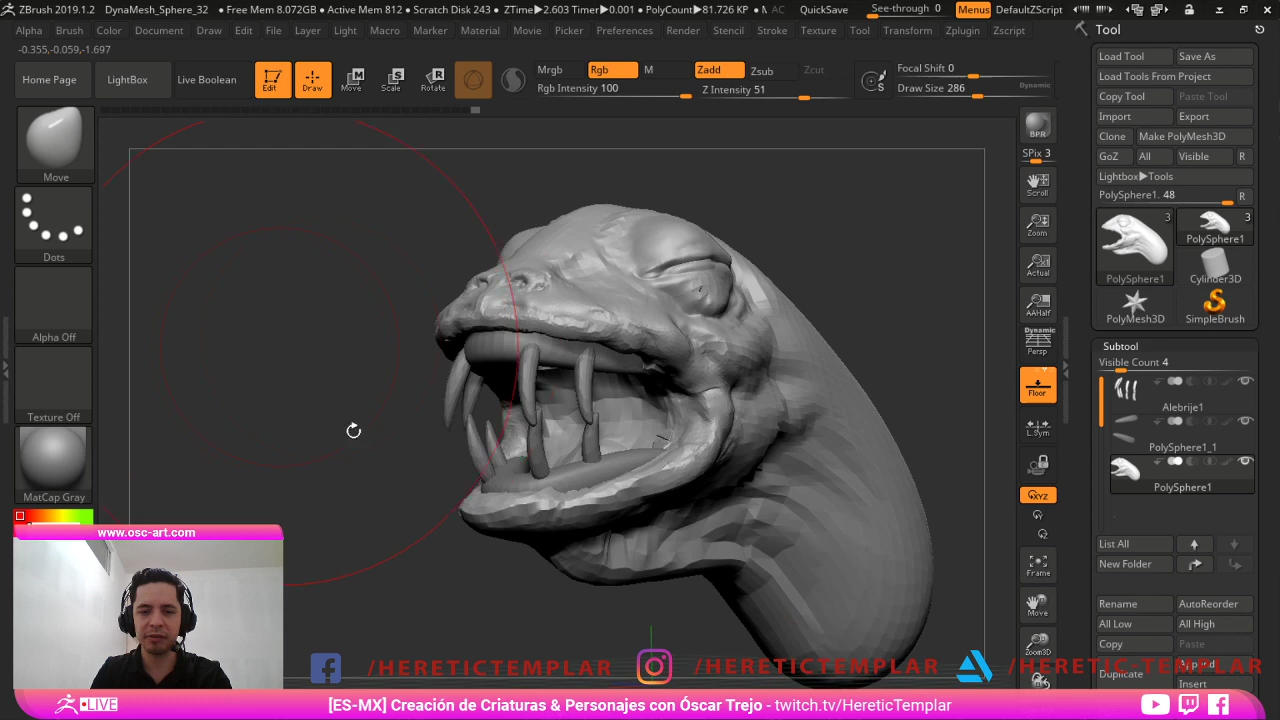 ZBrush 2019.1.2 DynaMesh_Sphere_32 • Free Mem 8.072GB • Active Mem 812 • Scratch Disk 243 • ZTime▶2.603 Timer▶0.001 • PolyCount▶81.726 KP • M AC QuickSave See-through 0 Menus DefaultZScript
Alpha Brush Color Document Draw Edit File Layer Light Macro Marker Material Movie Picker Preferences Render Stencil Stroke Texture Tool Transform Zplugin Zscript
-0.355,-0.059,-1.697
Home Page LightBox Live Boolean Edit Draw Move Scale Rotate
Mrgb Rgb M Zadd Zsub Zcut
Rgb Intensity 100 Z Intensity 51
Focal Shift 0
Draw Size 286 Dynamic
Move
Dots
Alpha Off
Texture Off
MatCap Gray
BPR
SPix 3
Scroll
Zoom
Actual
AAHalf
Dynamic
Persp
Floor
L.Sym
XYZ
Frame
Move
Zoom3D
Tool
Load Tool Save As
Load Tools From Project
Copy Tool Paste Tool
Import Export
Clone Make PolyMesh3D
GoZ All Visible R
Lightbox▶Tools
PolySphere1. 48 R
3 3
PolySphere1
PolySphere1 Cylinder3D
PolyMesh3D SimpleBrush
Subtool
Visible Count 4
Alebrije1
PolySphere1_1
PolySphere1
List All
New Folder
Rename AutoReorder
All Low All High
Copy Paste
Duplicate Append
Insert
www.osc-art.com
/HERETICTEMPLAR /HERETICTEMPLAR /HERETIC-TEMPLAR
LIVE [ES-MX] Creación de Criaturas & Personajes con Óscar Trejo - twitch.tv/HereticTemplar